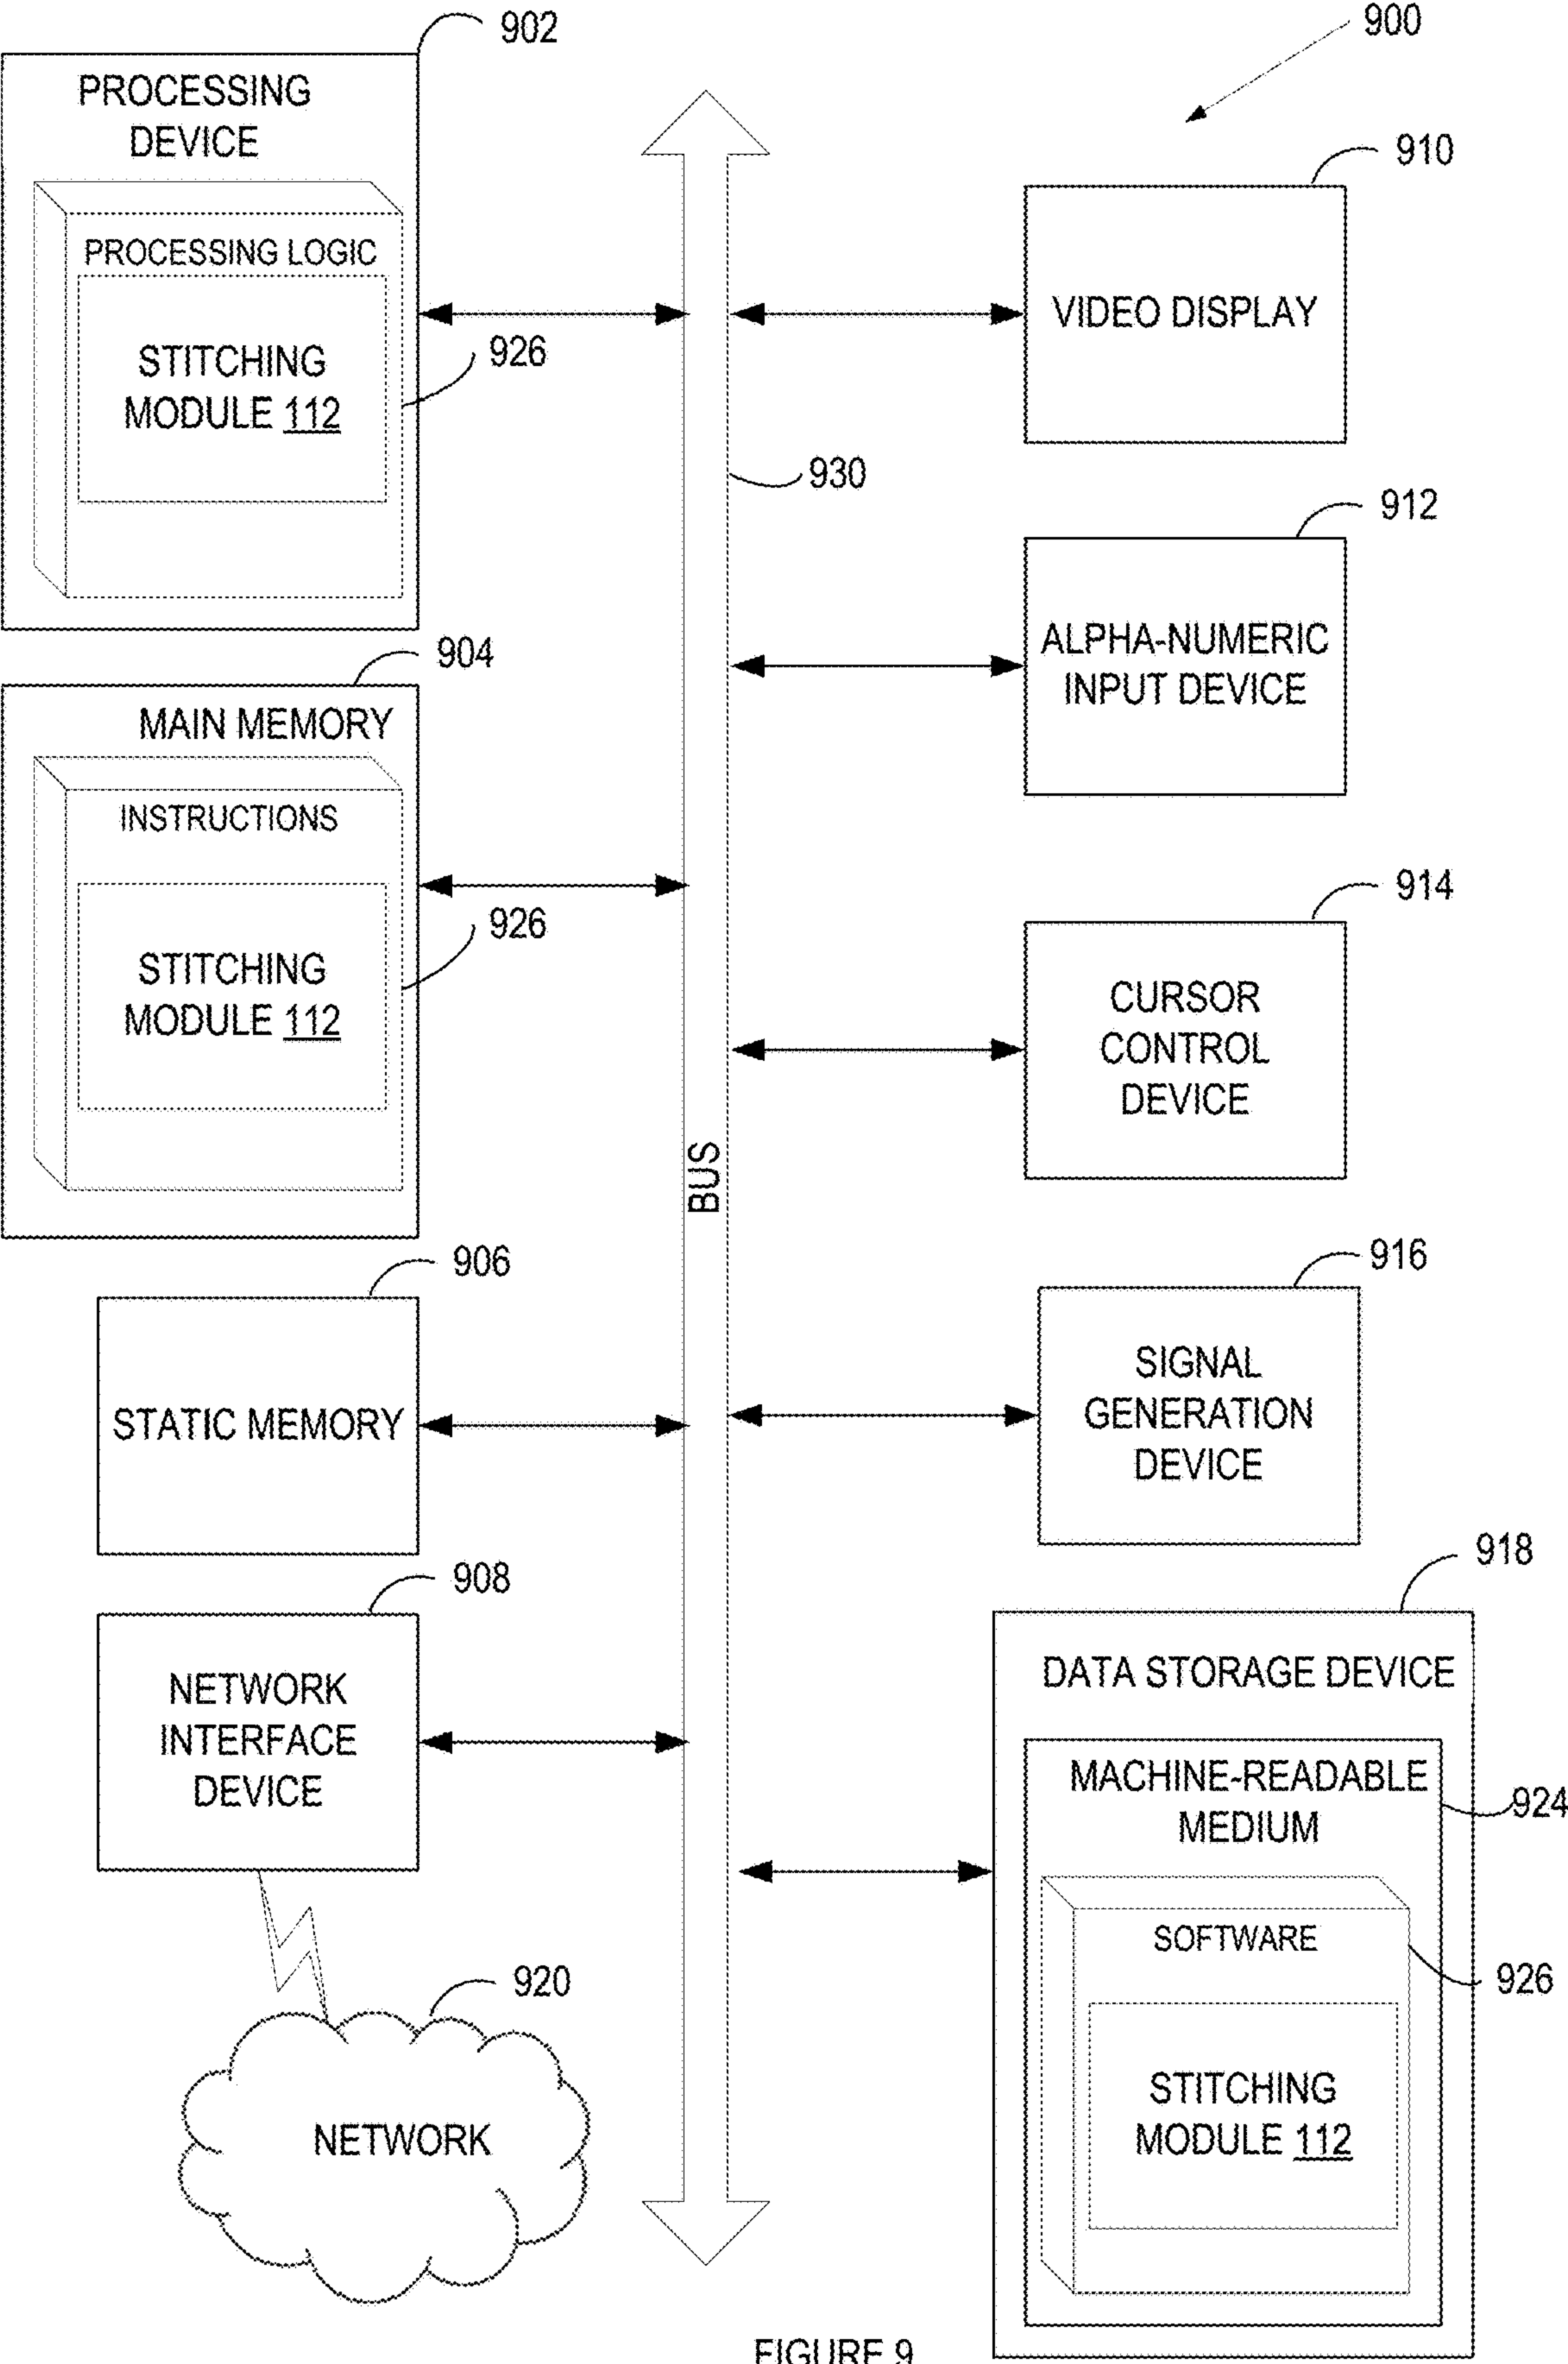 902
PROCESSING
DEVICE
PROCESSING LOGIC
STITCHING
MODULE 112
926
904
MAIN MEMORY
INSTRUCTIONS
STITCHING
MODULE 112
926
906
STATIC MEMORY
908
NETWORK
INTERFACE
DEVICE
920
NETWORK
BUS
930
900
910
VIDEO DISPLAY
912
ALPHA-NUMERIC
INPUT DEVICE
914
CURSOR
CONTROL
DEVICE
916
SIGNAL
GENERATION
DEVICE
918
DATA STORAGE DEVICE
MACHINE-READABLE
MEDIUM
924
SOFTWARE
926
STITCHING
MODULE 112
FIGURE 9